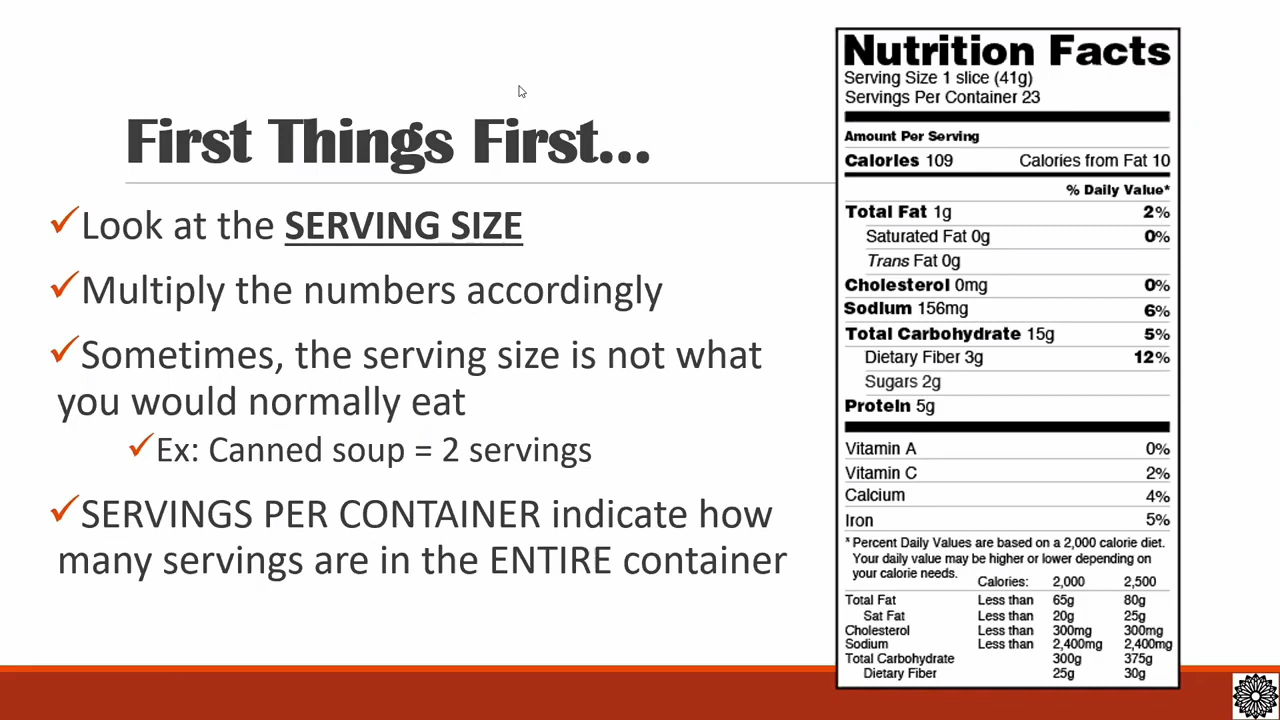 First Things First...
✓Look at the SERVING SIZE
✓Multiply the numbers accordingly
✓Sometimes, the serving size is not what
you would normally eat
✓Ex: Canned soup = 2 servings
✓SERVINGS PER CONTAINER indicate how
many servings are in the ENTIRE container
Nutrition Facts
Serving Size 1 slice (41g)
Servings Per Container 23
Amount Per Serving
Calories 109 Calories from Fat 10
% Daily Value*
Total Fat 1g 2%
Saturated Fat 0g 0%
Trans Fat 0g
Cholesterol 0mg 0%
Sodium 156mg 6%
Total Carbohydrate 15g 5%
Dietary Fiber 3g 12%
Sugars 2g
Protein 5g
Vitamin A 0%
Vitamin C 2%
Calcium 4%
Iron 5%
* Percent Daily Values are based on a 2,000 calorie diet.
Your daily value may be higher or lower depending on
your calorie needs.
Calories: 2,000 2,500
Total Fat Less than 65g 80g
Sat Fat Less than 20g 25g
Cholesterol Less than 300mg 300mg
Sodium Less than 2,400mg 2,400mg
Total Carbohydrate 300g 375g
Dietary Fiber 25g 30g